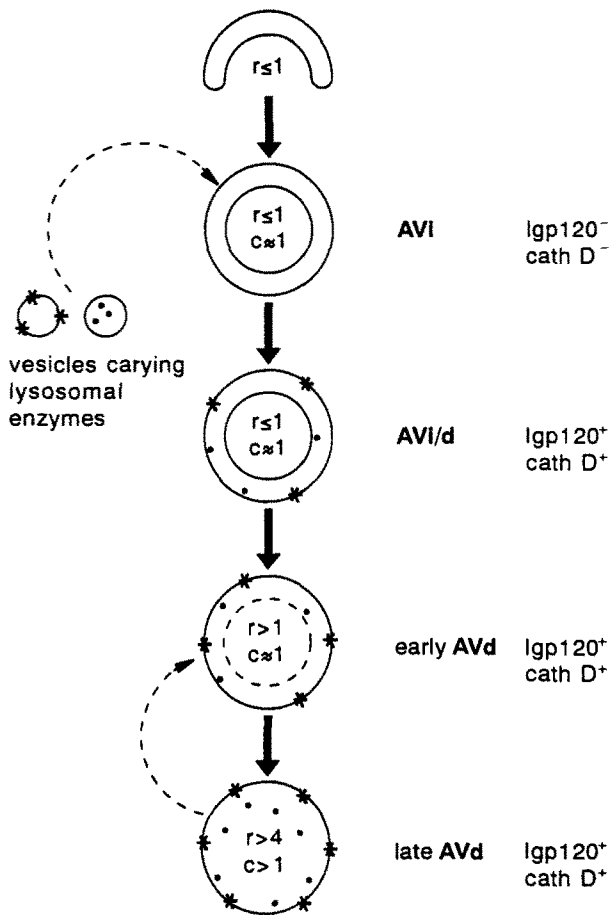 r≤1
r≤1
c≈1
AVi
lgp120⁻
cath D⁻
vesicles carying
lysosomal
enzymes
r≤1
c≈1
AVi/d
lgp120⁺
cath D⁺
r>1
c≈1
early AVd
lgp120⁺
cath D⁺
r>4
c>1
late AVd
lgp120⁺
cath D⁺